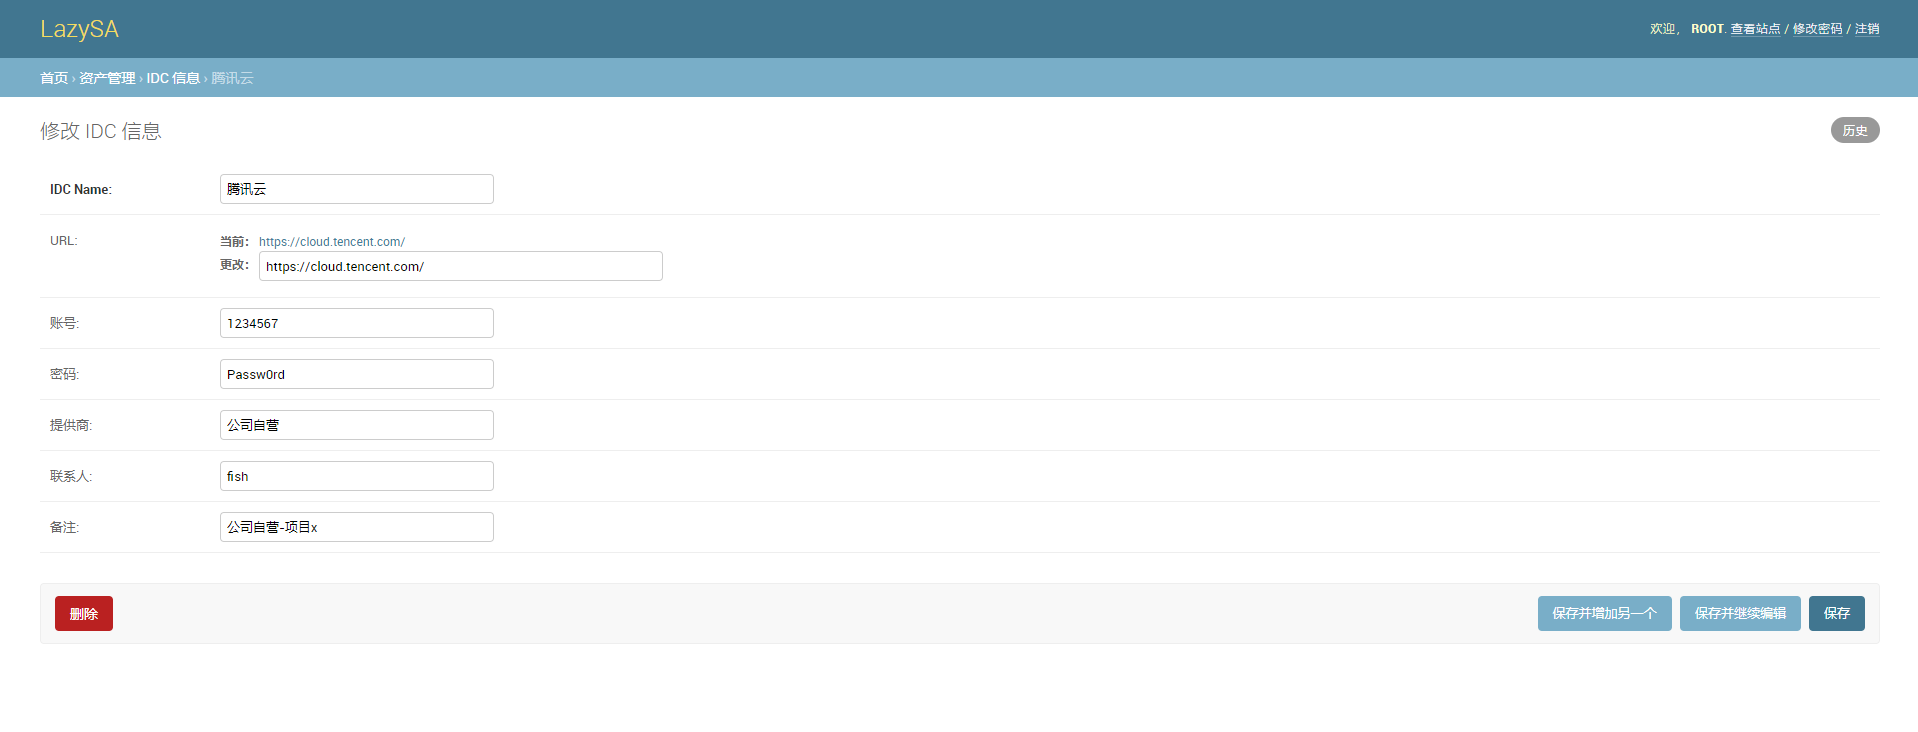 LazySA
欢迎， ROOT. 查看站点 / 修改密码 / 注销
首页 › 资产管理 › IDC 信息 › 腾讯云
修改 IDC 信息
历史
IDC Name: 腾讯云
URL: 当前： https://cloud.tencent.com/
更改： https://cloud.tencent.com/
账号: 1234567
密码: Passw0rd
提供商: 公司自营
联系人: fish
备注: 公司自营-项目x
删除 保存并增加另一个 保存并继续编辑 保存